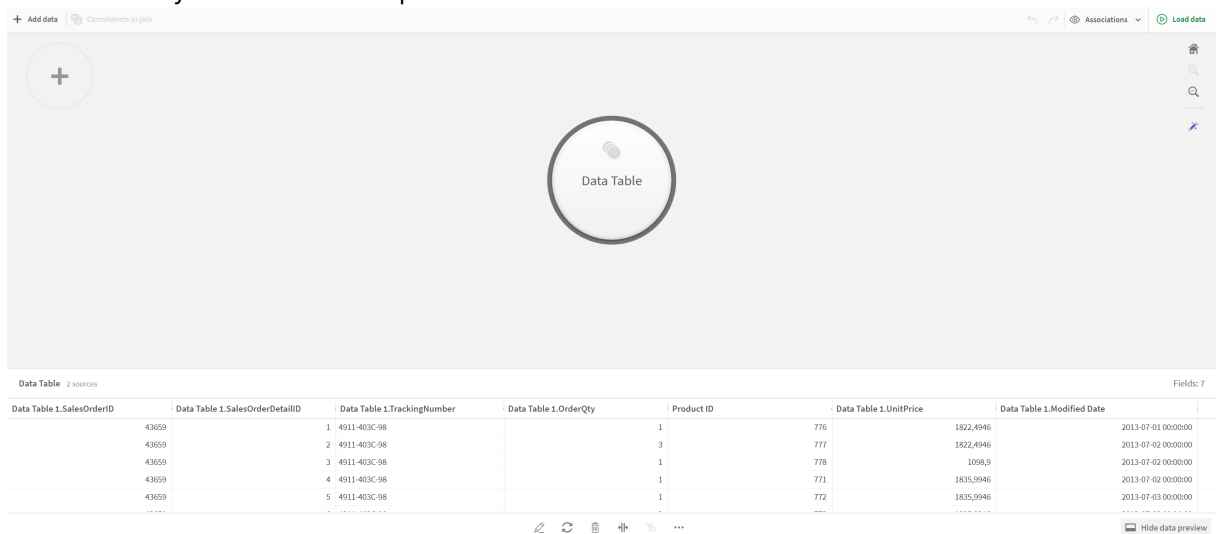 Add data
Concatenate or join
Associations
Load data
Data Table
Data Table 2 sources
Fields: 7
Data Table 1.SalesOrderID Data Table 1.SalesOrderDetailID Data Table 1.TrackingNumber Data Table 1.OrderQty Product ID Data Table 1.UnitPrice Data Table 1.Modified Date
43659 1 4911-403C-98 1 776 1822,4946 2013-07-01 00:00:00
43659 2 4911-403C-98 3 777 1822,4946 2013-07-02 00:00:00
43659 3 4911-403C-98 1 778 1098,9 2013-07-02 00:00:00
43659 4 4911-403C-98 1 771 1835,9946 2013-07-02 00:00:00
43659 5 4911-403C-98 1 772 1835,9946 2013-07-03 00:00:00
Hide data preview